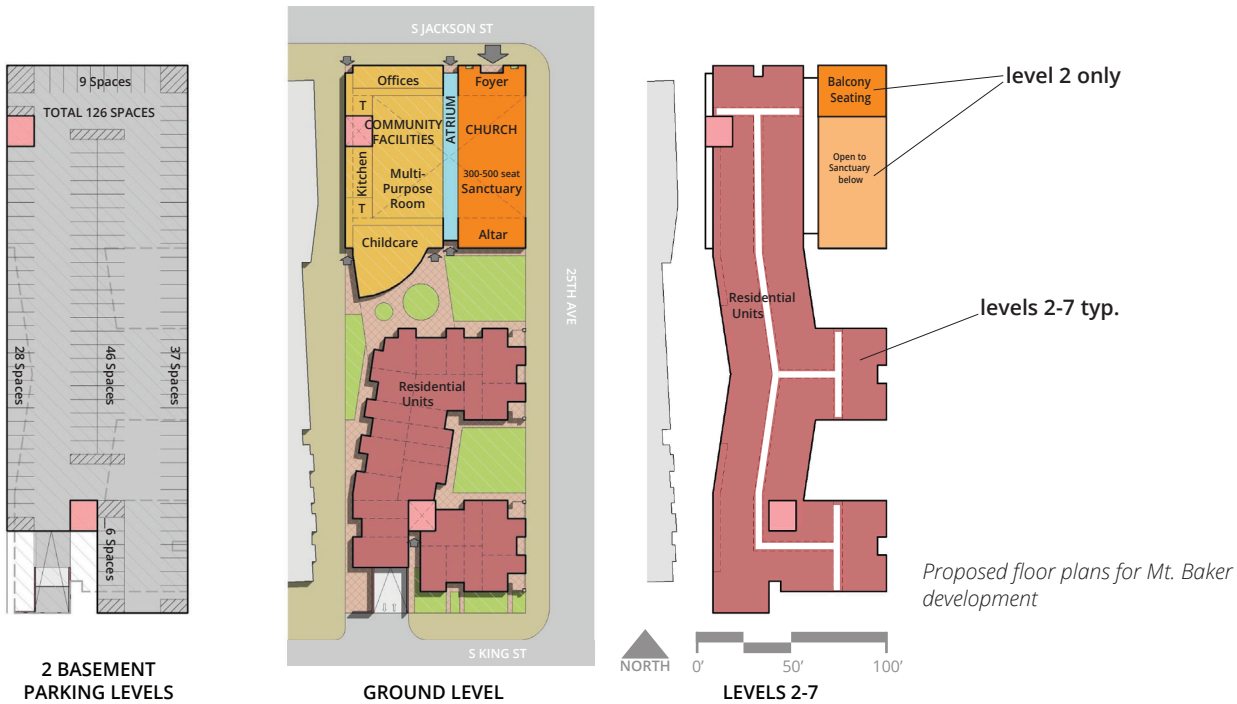 9 Spaces
TOTAL 126 SPACES
28 Spaces
46 Spaces
37 Spaces
6 Spaces
2 BASEMENT
PARKING LEVELS
S JACKSON ST
Offices
Foyer
T
COMMUNITY
FACILITIES
ATRIUM
CHURCH
Kitchen
Multi-
Purpose
Room
300-500 seat
Sanctuary
T
Childcare
Altar
25TH AVE
Residential
Units
S KING ST
GROUND LEVEL
Balcony
Seating
level 2 only
Open to
Sanctuary
below
Residential
Units
levels 2-7 typ.
Proposed floor plans for Mt. Baker
development
NORTH
0' 50' 100'
LEVELS 2-7